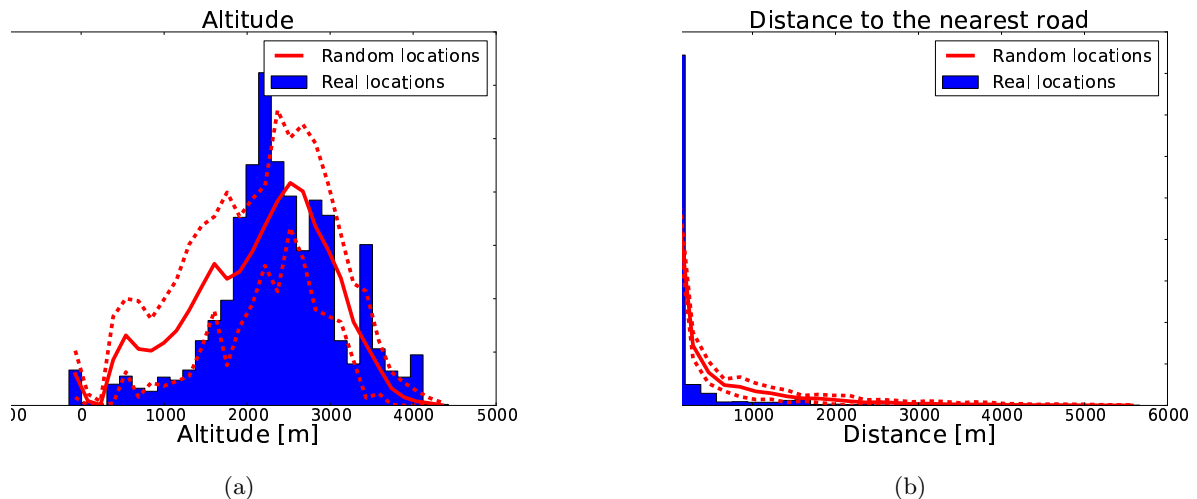 Altitude
Random locations
Real locations
00 0 1000 2000 3000 4000 5000
Altitude [m]
(a)
Distance to the nearest road
Random locations
Real locations
1000 2000 3000 4000 5000 6000
Distance [m]
(b)